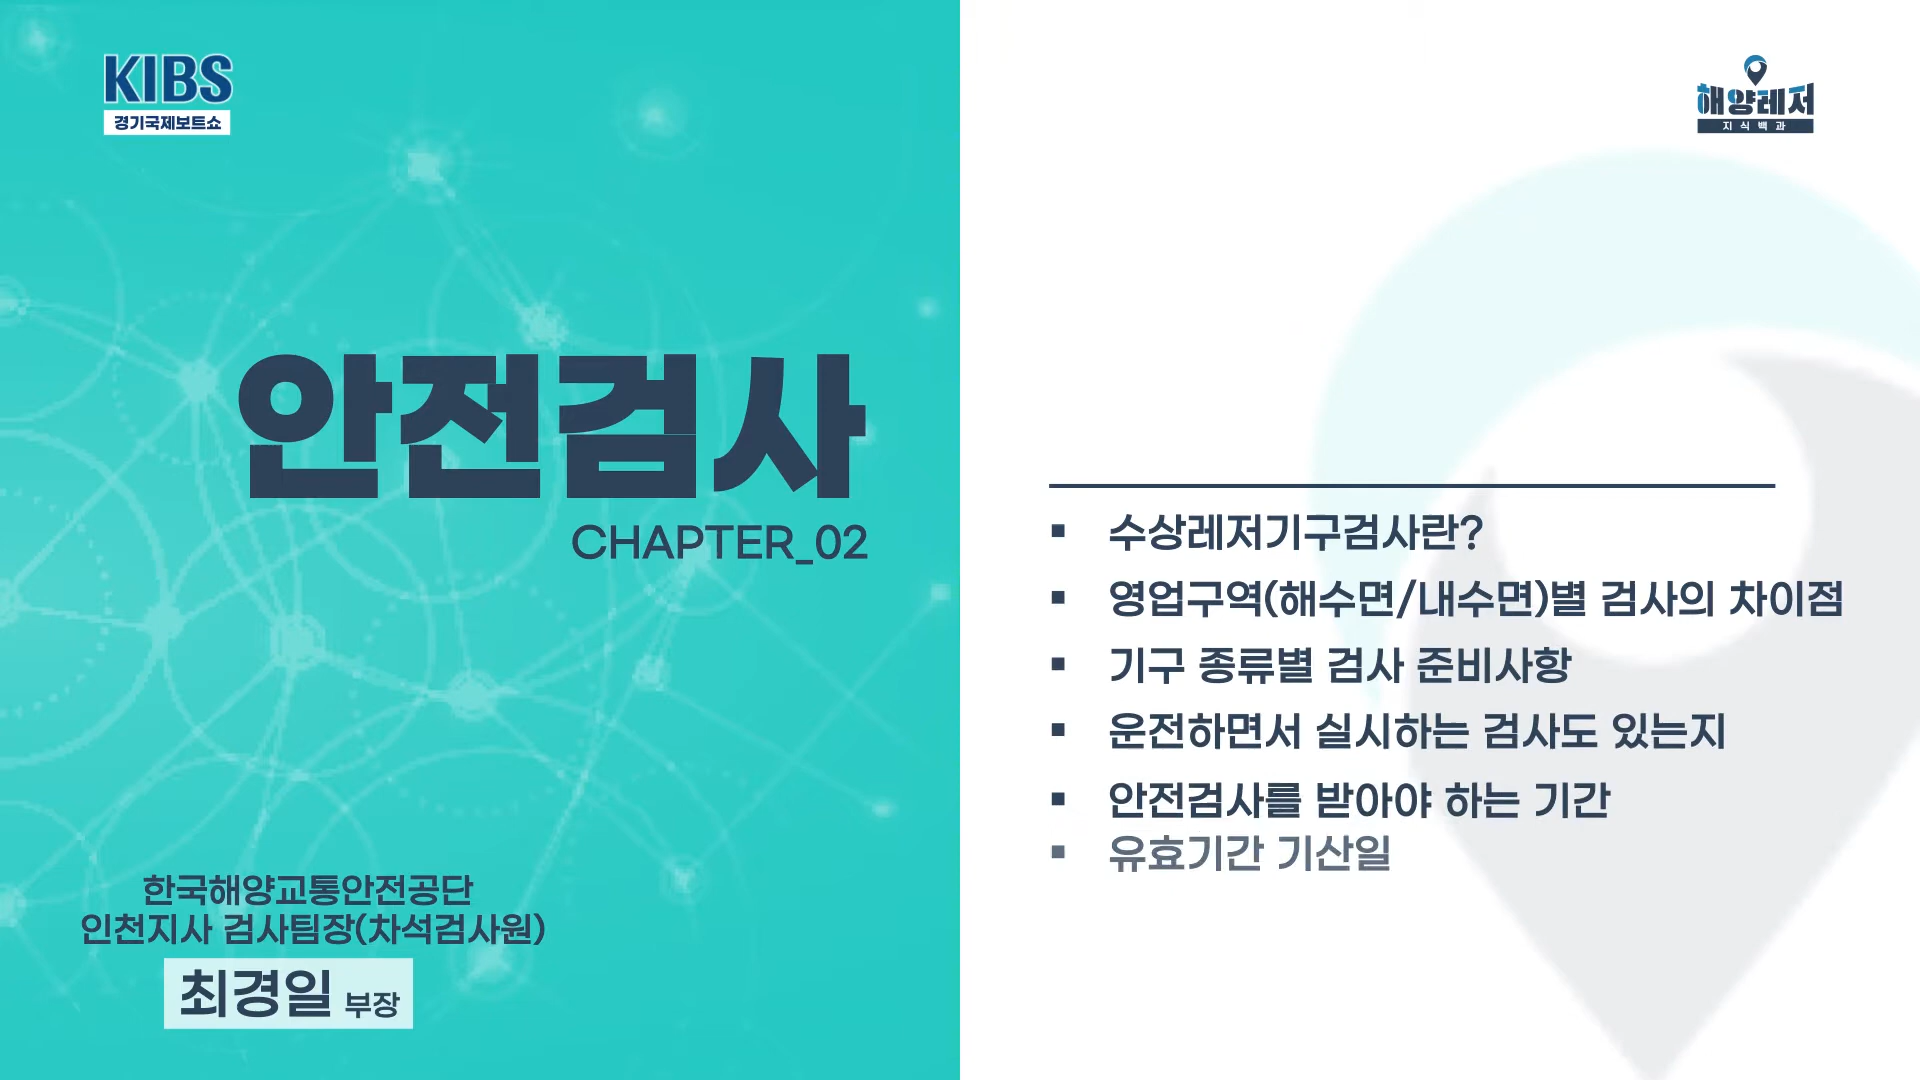 KIBS
경기국제보트쇼
해양레저
지식백과
안전검사
CHAPTER_02
한국해양교통안전공단
인천지사 검사팀장(차석검사원)
최경일 부장
▪ 수상레저기구검사란?
▪ 영업구역(해수면/내수면)별 검사의 차이점
▪ 기구 종류별 검사 준비사항
▪ 운전하면서 실시하는 검사도 있는지
▪ 안전검사를 받아야 하는 기간
▪ 유효기간 기산일